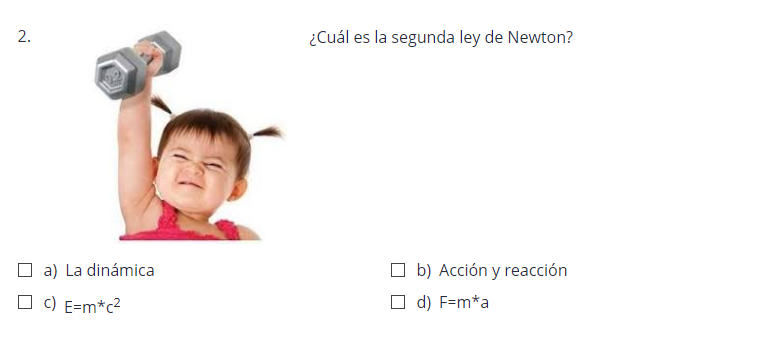 2.
¿Cuál es la segunda ley de Newton?
a) La dinámica
b) Acción y reacción
c) E=m*c²
d) F=m*a